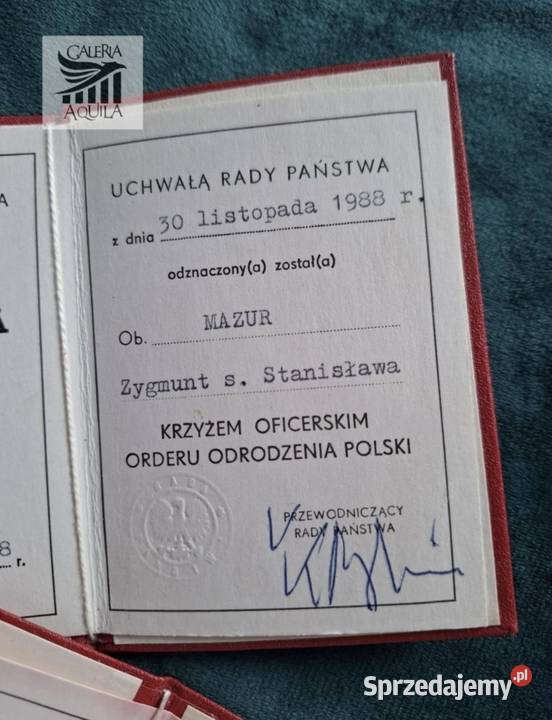 GALERIA
AQUILA
UCHWAŁĄ RADY PAŃSTWA
z dnia 30 listopada 1988 r.
odznaczony(a) został(a)
Ob. MAZUR
Zygmunt s. Stanisława
KRZYŻEM OFICERSKIM
ORDERU ODRODZENIA POLSKI
PRZEWODNICZĄCY
RADY PAŃSTWA
8 r.
Sprzedajemy.pl